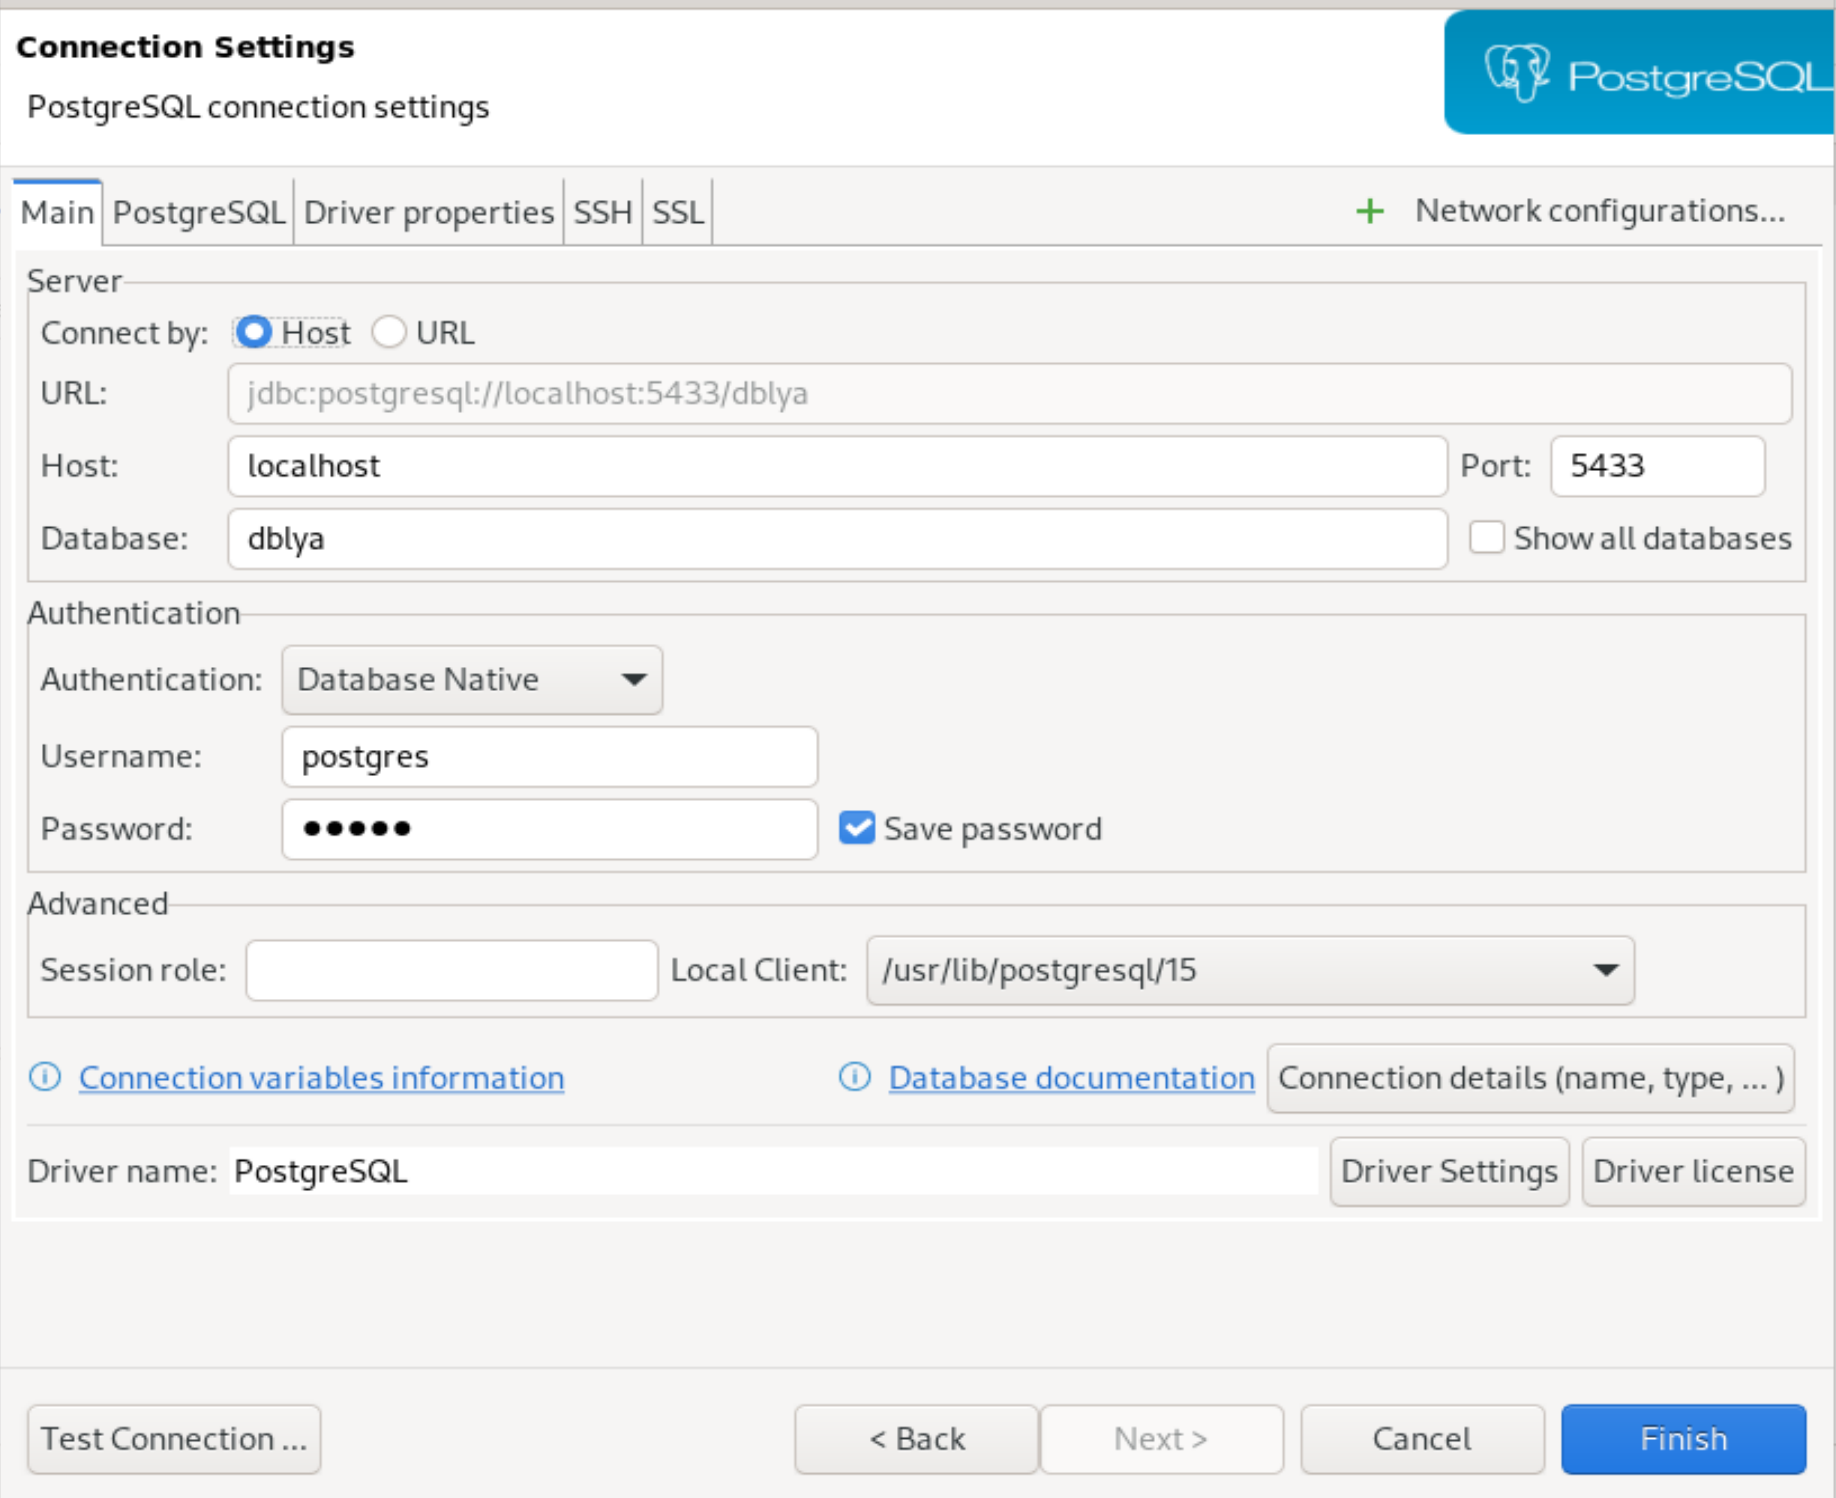 Connection Settings
PostgreSQL connection settings
PostgreSQL
Main PostgreSQL Driver properties SSH SSL + Network configurations...
Server
Connect by: Host URL
URL: jdbc:postgresql://localhost:5433/dblya
Host: localhost Port: 5433
Database: dblya Show all databases
Authentication
Authentication: Database Native
Username: postgres
Password: ●●●●● Save password
Advanced
Session role: Local Client: /usr/lib/postgresql/15
Connection variables information Database documentation Connection details (name, type, ... )
Driver name: PostgreSQL Driver Settings Driver license
Test Connection ... < Back Next > Cancel Finish